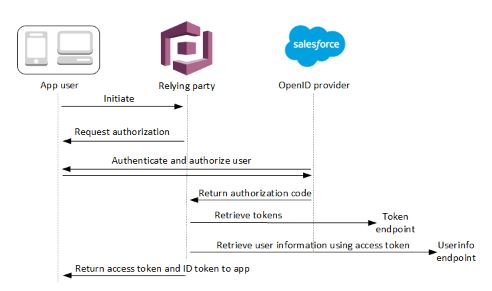 salesforce
App user
Relying party
OpenID provider
Initiate
Request authorization
Authenticate and authorize user
Return authorization code
Retrieve tokens
Token
endpoint
Retrieve user information using access token
Userinfo
endpoint
Return access token and ID token to app